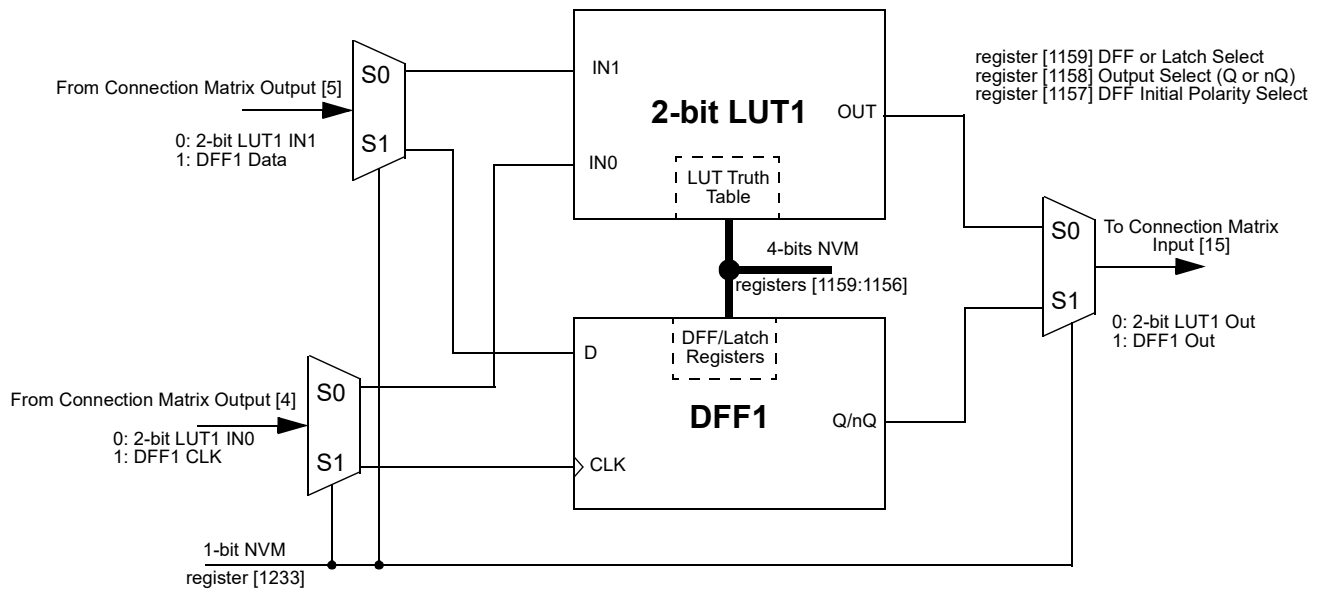 From Connection Matrix Output [5]
0: 2-bit LUT1 IN1
1: DFF1 Data
S0
S1
IN1
IN0
2-bit LUT1
OUT
LUT Truth
Table
register [1159] DFF or Latch Select
register [1158] Output Select (Q or nQ)
register [1157] DFF Initial Polarity Select
4-bits NVM
registers [1159:1156]
S0
S1
To Connection Matrix
Input [15]
0: 2-bit LUT1 Out
1: DFF1 Out
DFF/Latch
Registers
D
DFF1
Q/nQ
CLK
From Connection Matrix Output [4]
0: 2-bit LUT1 IN0
1: DFF1 CLK
S0
S1
1-bit NVM
register [1233]